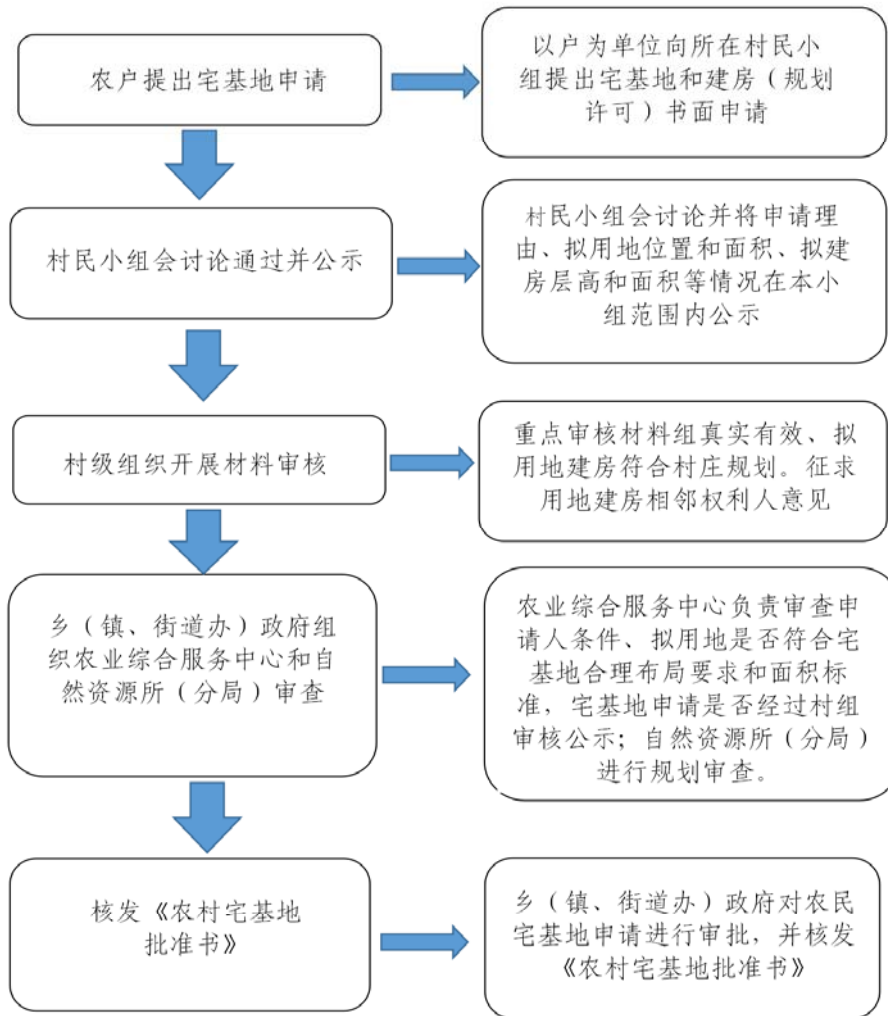 农户提出宅基地申请
以户为单位向所在村民小
组提出宅基地和建房（规划
许可）书面申请
村民小组会讨论通过并公示
村民小组会讨论并将申请理
由、拟用地位置和面积、拟建
房层高和面积等情况在本小
组范围内公示
村级组织开展材料审核
重点审核材料组真实有效、拟
用地建房符合村庄规划。征求
用地建房相邻权利人意见
乡（镇、街道办）政府组
织农业综合服务中心和自
然资源所（分局）审查
农业综合服务中心负责审查申
请人条件、拟用地是否符合宅
基地合理布局要求和面积标
准，宅基地申请是否经过村组
审核公示；自然资源所（分局）
进行规划审查。
核发《农村宅基地
批准书》
乡（镇、街道办）政府对农民
宅基地申请进行审批，并核发
《农村宅基地批准书》